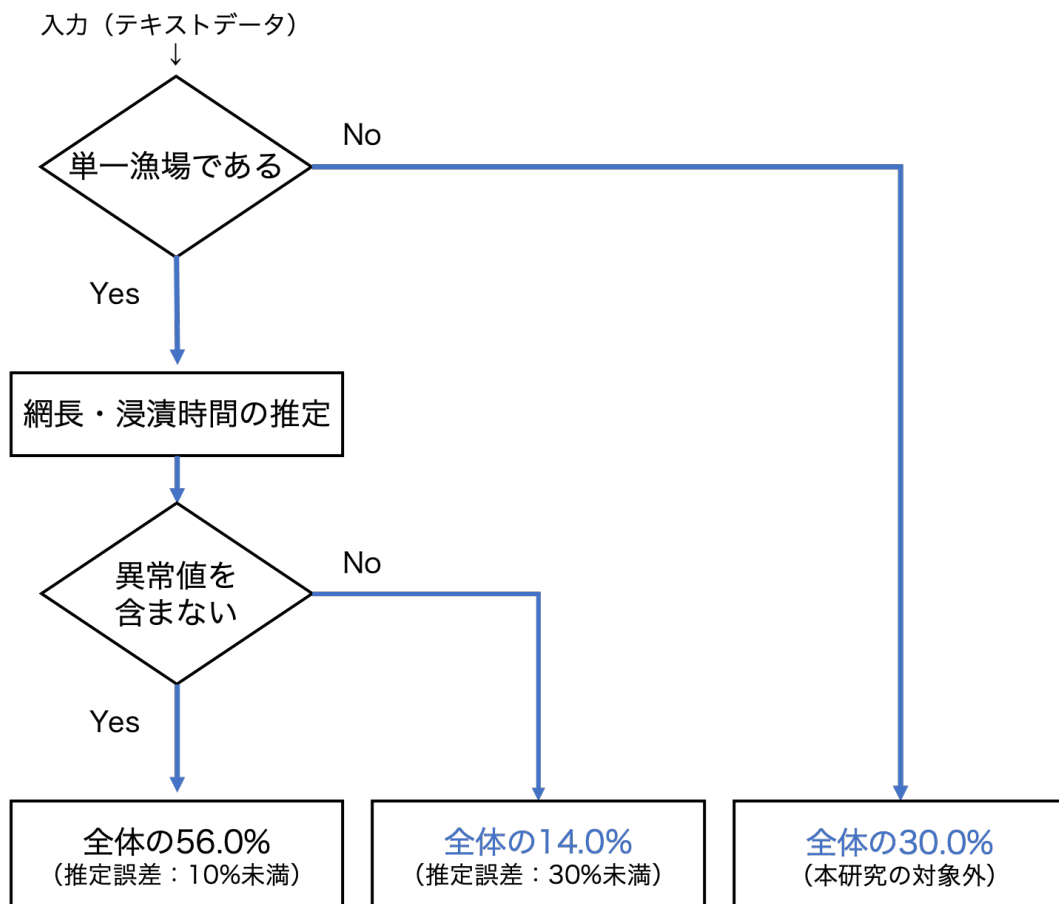 入力（テキストデータ）
↓
単一漁場である
No
Yes
網長・浸漬時間の推定
異常値を
含まない
No
Yes
全体の56.0%
（推定誤差：10%未満）
全体の14.0%
（推定誤差：30%未満）
全体の30.0%
（本研究の対象外）